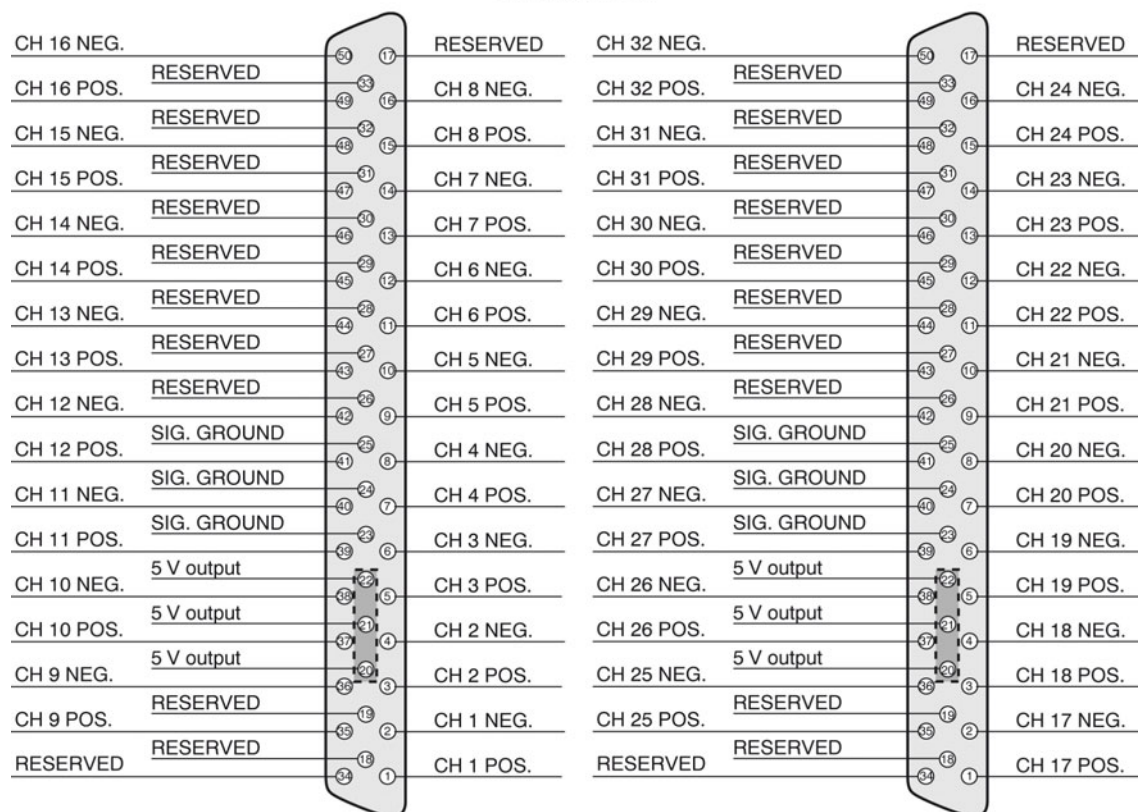 CH 16 NEG. 50 17 RESERVED
RESERVED 33
CH 16 POS. 49 16 CH 8 NEG.
RESERVED 32
CH 15 NEG. 48 15 CH 8 POS.
RESERVED 31
CH 15 POS. 47 14 CH 7 NEG.
RESERVED 30
CH 14 NEG. 46 13 CH 7 POS.
RESERVED 29
CH 14 POS. 45 12 CH 6 NEG.
RESERVED 28
CH 13 NEG. 44 11 CH 6 POS.
RESERVED 27
CH 13 POS. 43 10 CH 5 NEG.
RESERVED 26
CH 12 NEG. 42 9 CH 5 POS.
SIG. GROUND 25
CH 12 POS. 41 8 CH 4 NEG.
SIG. GROUND 24
CH 11 NEG. 40 7 CH 4 POS.
SIG. GROUND 23
CH 11 POS. 39 6 CH 3 NEG.
5 V output 22
CH 10 NEG. 38 5 CH 3 POS.
5 V output 21
CH 10 POS. 37 4 CH 2 NEG.
5 V output 20
CH 9 NEG. 36 3 CH 2 POS.
RESERVED 19
CH 9 POS. 35 2 CH 1 NEG.
RESERVED 18
RESERVED 34 1 CH 1 POS.
CH 32 NEG. 50 17 RESERVED
RESERVED 33
CH 32 POS. 49 16 CH 24 NEG.
RESERVED 32
CH 31 NEG. 48 15 CH 24 POS.
RESERVED 31
CH 31 POS. 47 14 CH 23 NEG.
RESERVED 30
CH 30 NEG. 46 13 CH 23 POS.
RESERVED 29
CH 30 POS. 45 12 CH 22 NEG.
RESERVED 28
CH 29 NEG. 44 11 CH 22 POS.
RESERVED 27
CH 29 POS. 43 10 CH 21 NEG.
RESERVED 26
CH 28 NEG. 42 9 CH 21 POS.
SIG. GROUND 25
CH 28 POS. 41 8 CH 20 NEG.
SIG. GROUND 24
CH 27 NEG. 40 7 CH 20 POS.
SIG. GROUND 23
CH 27 POS. 39 6 CH 19 NEG.
5 V output 22
CH 26 NEG. 38 5 CH 19 POS.
5 V output 21
CH 26 POS. 37 4 CH 18 NEG.
5 V output 20
CH 25 NEG. 36 3 CH 18 POS.
RESERVED 19
CH 25 POS. 35 2 CH 17 NEG.
RESERVED 18
RESERVED 34 1 CH 17 POS.